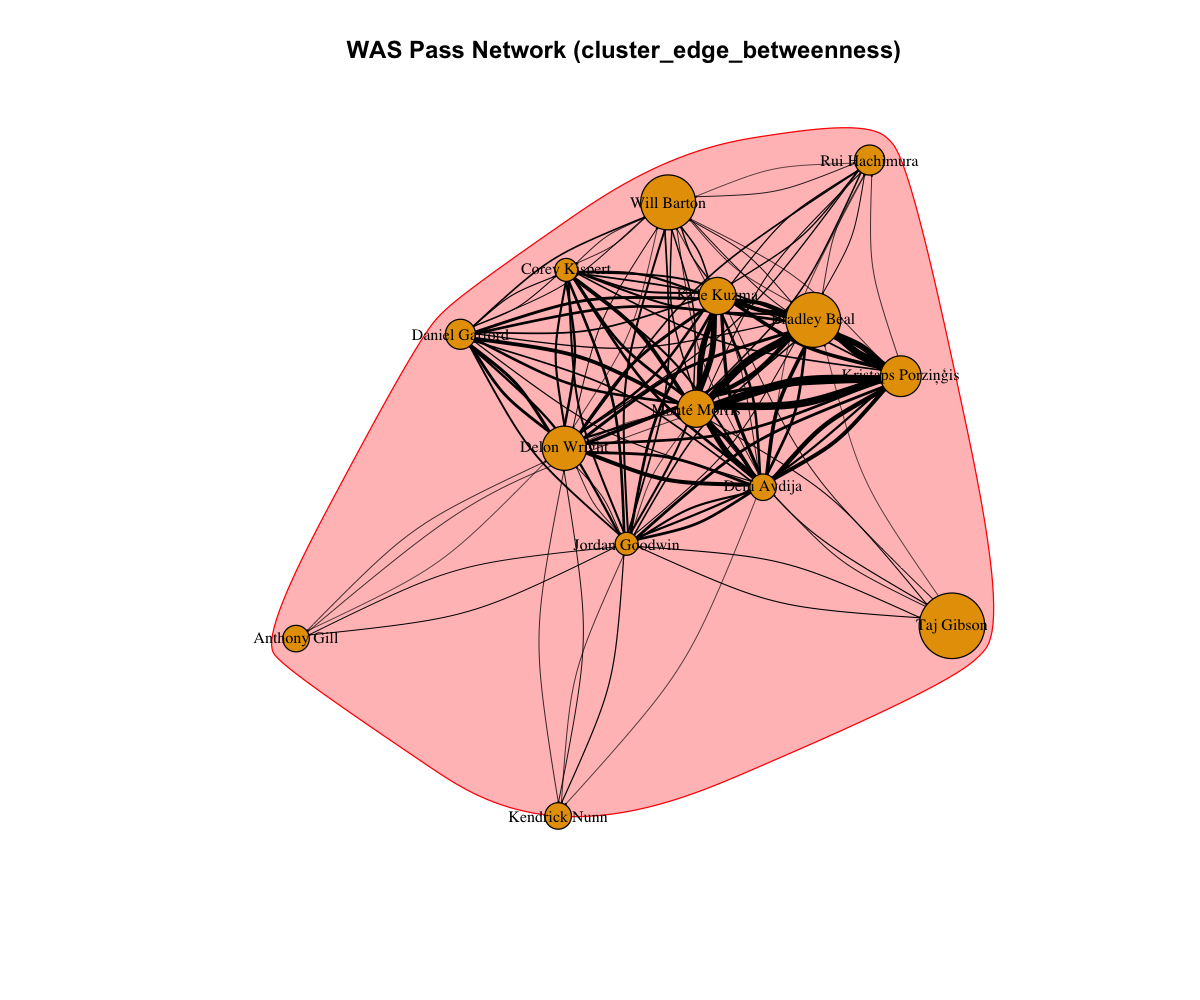 WAS Pass Network (cluster_edge_betweenness)
Rui Hachimura
Will Barton
Corey Kispert
Kyle Kuzma
Bradley Beal
Daniel Gafford
Kristaps Porziņģis
Monté Morris
Delon Wright
Deni Avdija
Jordan Goodwin
Taj Gibson
Anthony Gill
Kendrick Nunn